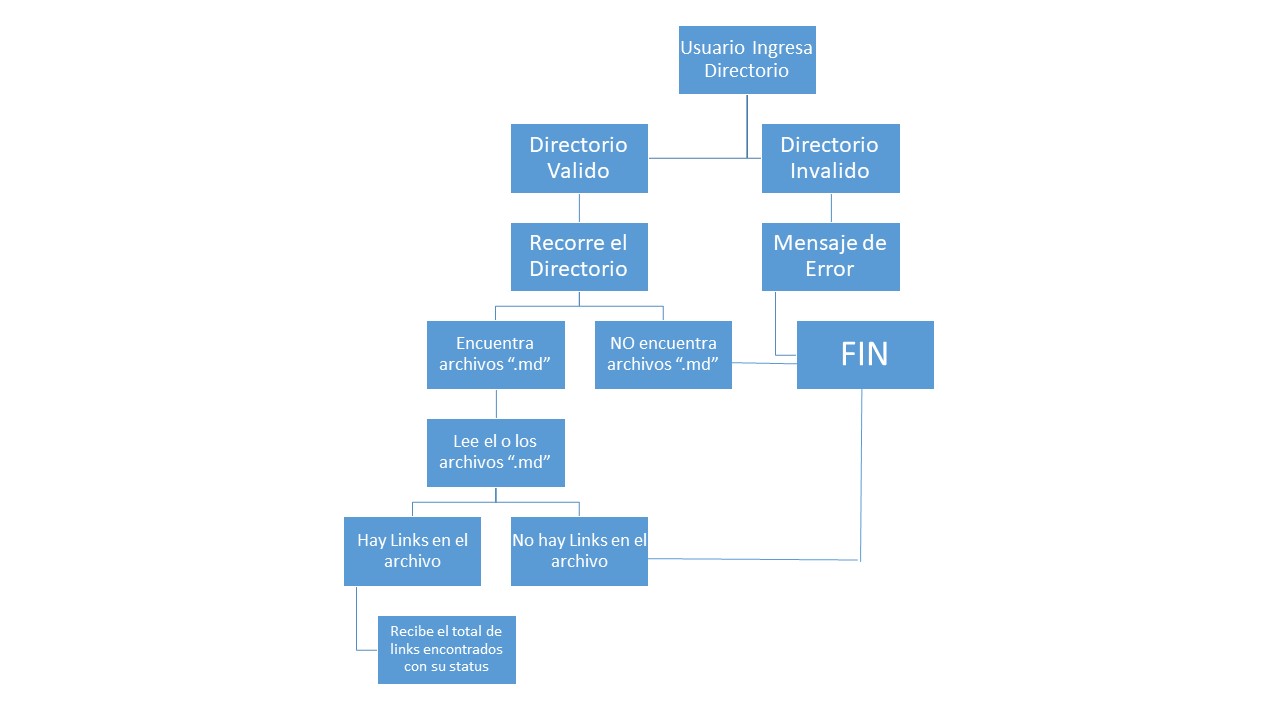 Usuario Ingresa
Directorio
Directorio
Valido
Directorio
Invalido
Recorre el
Directorio
Mensaje de
Error
Encuentra
archivos “.md”
NO encuentra
archivos “.md”
FIN
Lee el o los
archivos “.md”
Hay Links en el
archivo
No hay Links en el
archivo
Recibe el total de
links encontrados
con su status